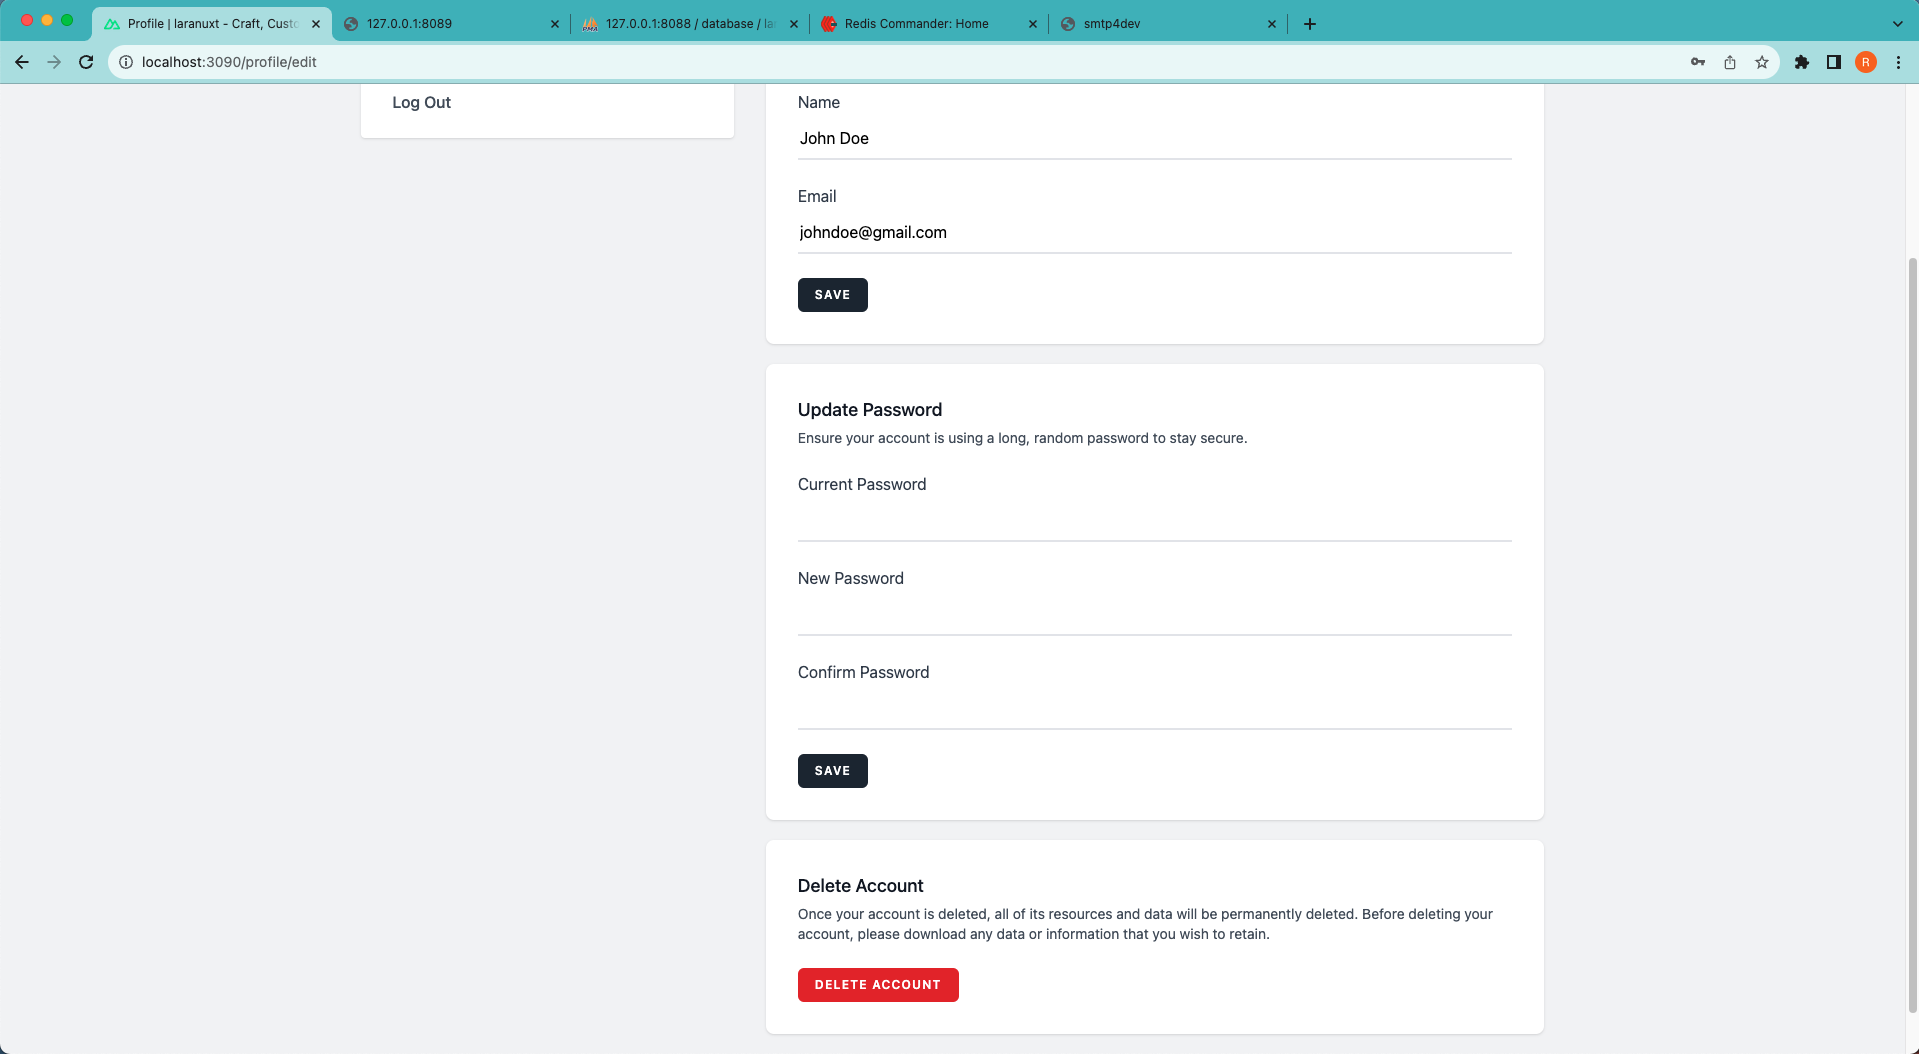 Profile | laranuxt - Craft, Custo
127.0.0.1:8089
127.0.0.1:8088 / database / la
Redis Commander: Home
smtp4dev
localhost:3090/profile/edit
R
Log Out
Name
John Doe
Email
johndoe@gmail.com
SAVE
Update Password
Ensure your account is using a long, random password to stay secure.
Current Password
New Password
Confirm Password
SAVE
Delete Account
Once your account is deleted, all of its resources and data will be permanently deleted. Before deleting your
account, please download any data or information that you wish to retain.
DELETE ACCOUNT